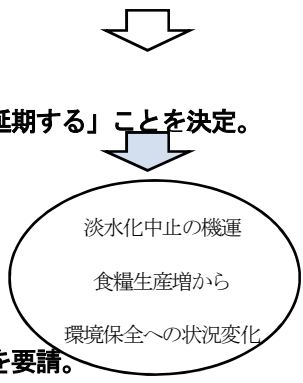 延期する」ことを決定。
淡水化中止の機運
食糧生産増から
環境保全への状況変化
を要請。